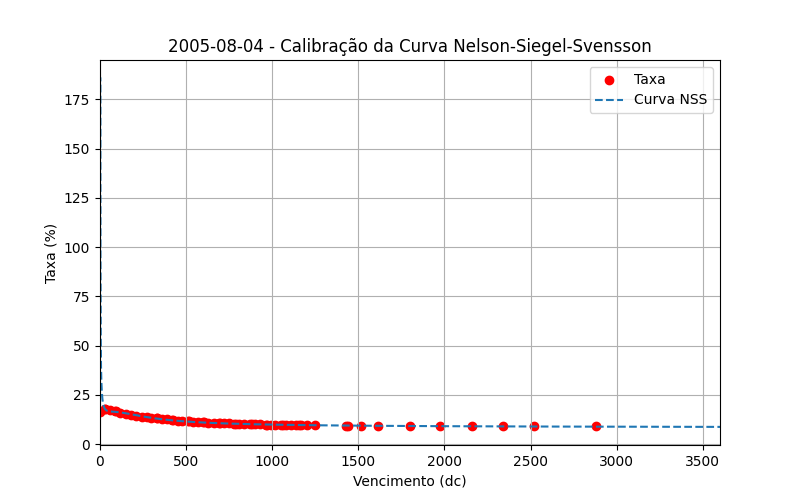 2005-08-04 - Calibração da Curva Nelson-Siegel-Svensson
Taxa
Curva NSS
Taxa (%)
175
150
125
100
75
50
25
0
0 500 1000 1500 2000 2500 3000 3500
Vencimento (dc)